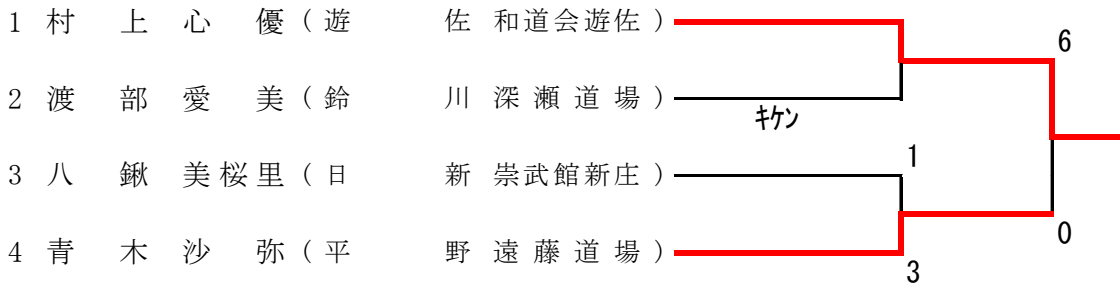 1 村 上 心 優 ( 遊 佐 和道会遊佐 )
6
2 渡 部 愛 美 ( 鈴 川 深瀬道場 )
ｷｹﾝ
1
3 八 鍬 美桜里 ( 日 新 崇武館新庄 )
0
4 青 木 沙 弥 ( 平 野 遠藤道場 )
3